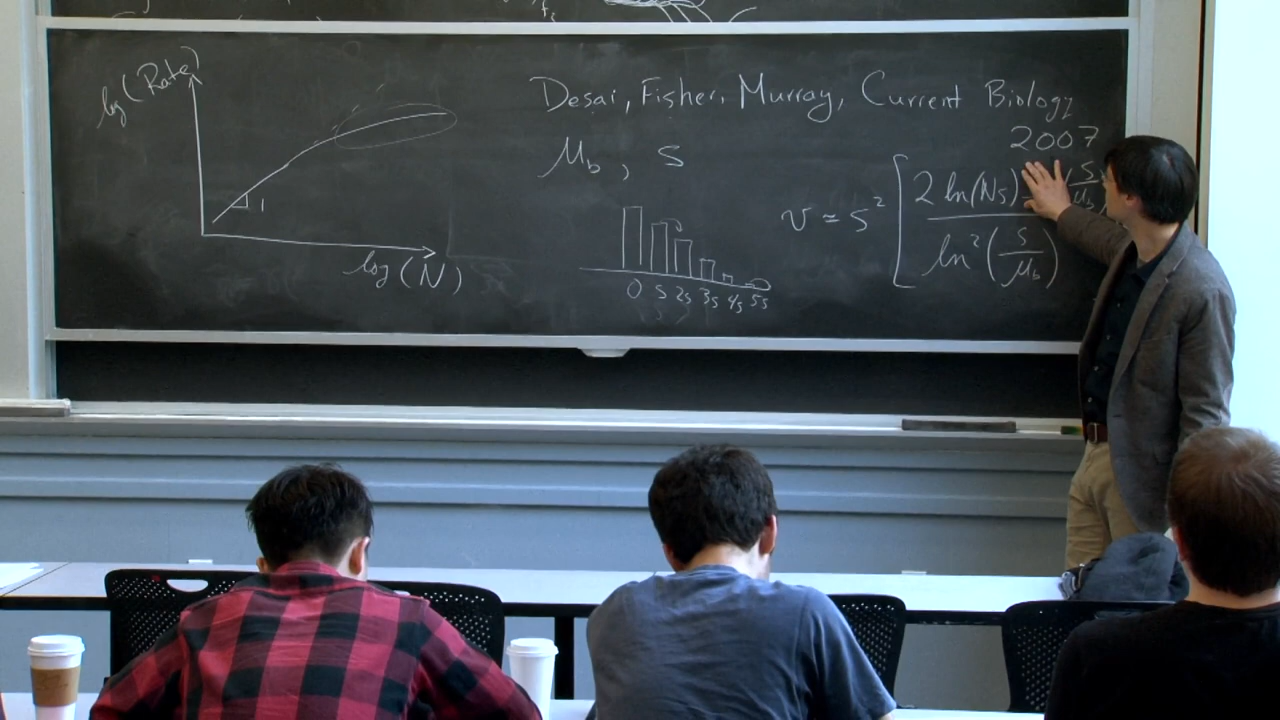 log(Rate)
1
log(N)
Desai, Fisher, Murray, Current Biology
2007
μb, s
0 s 2s 3s 4s 5s
v ≃ s² [ 2 ln(Ns)
s
μb
ln² ( s / μb )